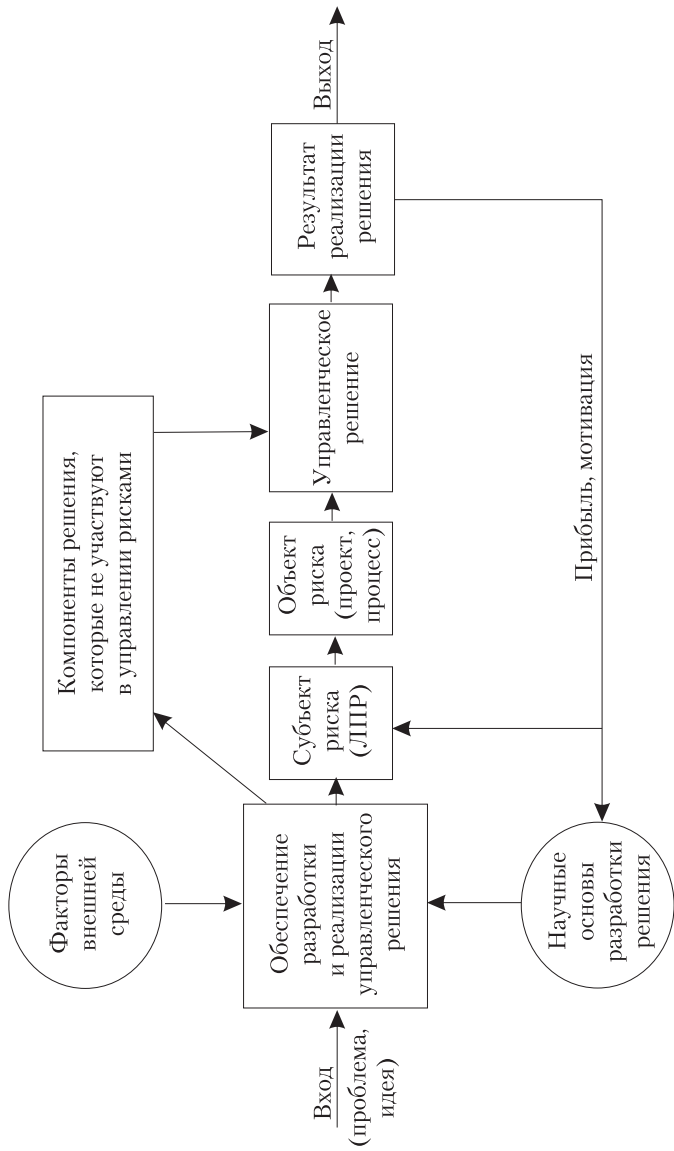 Факторы
внешней
среды
Компоненты решения,
которые не участвуют
в управлении рисками
Вход
(проблема,
идея)
Обеспечение
разработки
и реализации
управленческого
решения
Субъект
риска
(ЛПР)
Объект
риска
(проект,
процесс)
Управленческое
решение
Результат
реализации
решения
Выход
Научные
основы
разработки
решения
Прибыль, мотивация